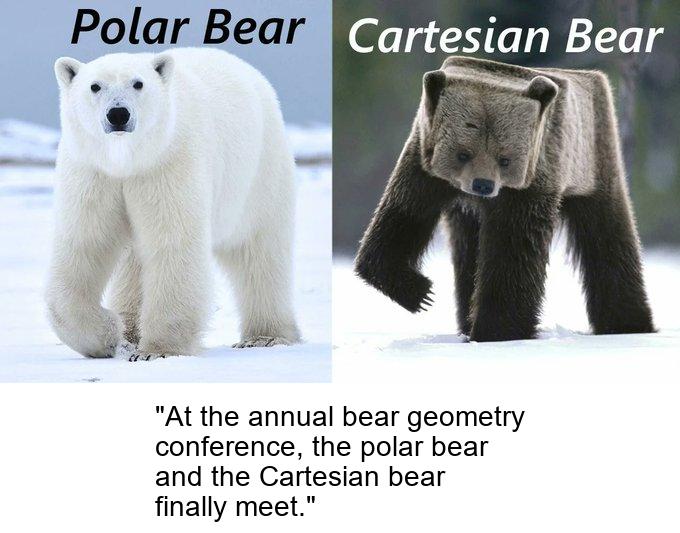 Polar Bear
Cartesian Bear
"At the annual bear geometry
conference, the polar bear
and the Cartesian bear
finally meet."